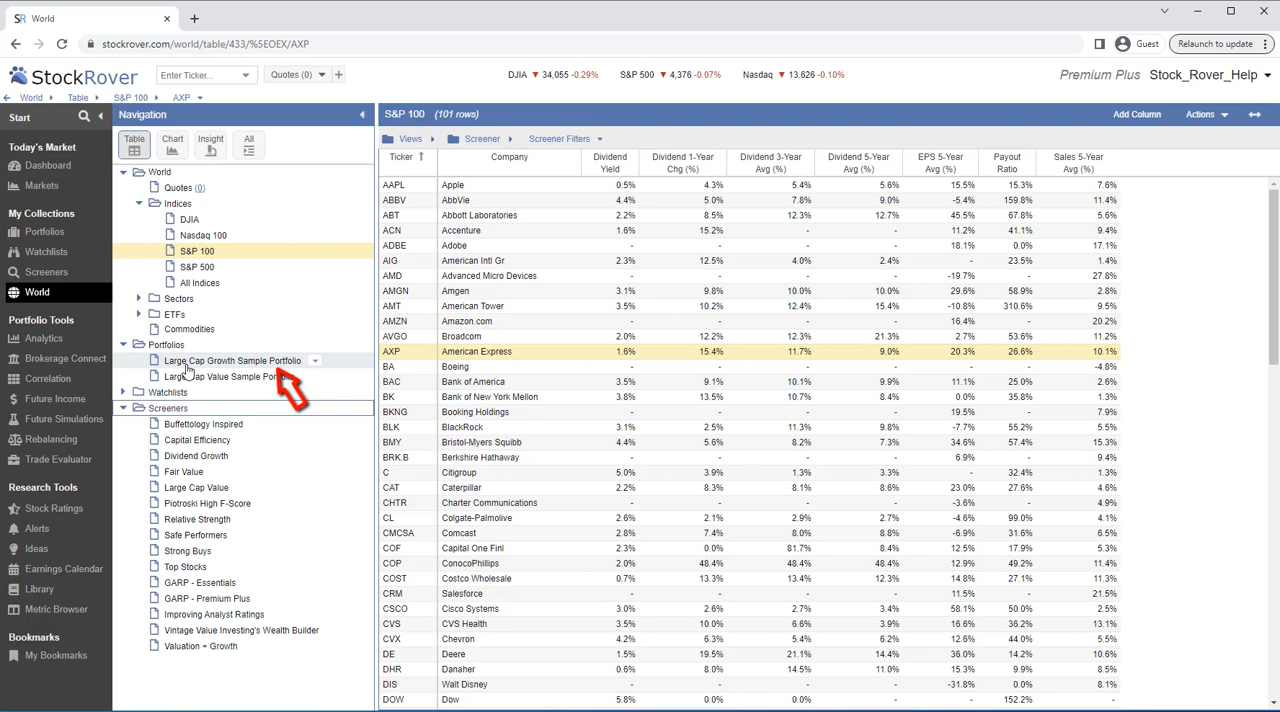 World
stockrover.com/world/table/433/%5EOEX/AXP
Guest
Relaunch to update
SR
StockRover
Enter Ticker...
Quotes (0)
DJIA ▼ 34,055 -0.29%
S&P 500 ▼ 4,376 -0.07%
Nasdaq ▼ 13,626 -0.10%
Premium Plus Stock_Rover_Help
World Table S&P 100 AXP
Start
Today's Market
Dashboard
Markets
My Collections
Portfolios
Watchlists
Screeners
World
Portfolio Tools
Analytics
Brokerage Connect
Correlation
Future Income
Future Simulations
Rebalancing
Trade Evaluator
Research Tools
Stock Ratings
Alerts
Ideas
Earnings Calendar
Library
Metric Browser
Bookmarks
My Bookmarks
Navigation
Table Chart Insight All
World
Quotes (0)
Indices
DJIA
Nasdaq 100
S&P 100
S&P 500
All Indices
Sectors
ETFs
Commodities
Portfolios
Large Cap Growth Sample Portfolio
Large Cap Value Sample
Watchlists
Screeners
Buffettology Inspired
Capital Efficiency
Dividend Growth
Fair Value
Large Cap Value
Piotroski High F-Score
Relative Strength
Safe Performers
Strong Buys
Top Stocks
GARP - Essentials
GARP - Premium Plus
Improving Analyst Ratings
Vintage Value Investing's Wealth Builder
Valuation + Growth
S&P 100 (101 rows) Add Column Actions
Views Screener Screener Filters
Ticker Company Dividend Yield Dividend 1-Year Chg (%) Dividend 3-Year Avg (%) Dividend 5-Year Avg (%) EPS 5-Year Avg (%) Payout Ratio Sales 5-Year Avg (%)
AAPL Apple 0.5% 4.3% 5.4% 5.6% 15.5% 15.3% 7.6%
ABBV AbbVie 4.4% 5.0% 7.8% 9.0% -5.4% 159.8% 11.4%
ABT Abbott Laboratories 2.2% 8.5% 12.3% 12.7% 45.5% 67.8% 5.6%
ACN Accenture 1.6% 15.2% - - 11.2% 41.1% 9.4%
ADBE Adobe - - - - 18.1% 0.0% 17.1%
AIG American Intl Gr 2.3% 12.5% 4.0% 2.4% - 23.5% 1.4%
AMD Advanced Micro Devices - - - - -19.7% - 27.8%
AMGN Amgen 3.1% 9.8% 10.0% 10.0% 29.6% 58.9% 2.8%
AMT American Tower 3.5% 10.2% 12.4% 15.4% -10.8% 310.6% 9.5%
AMZN Amazon.com - - - - 16.4% - 20.2%
AVGO Broadcom 2.0% 12.2% 12.3% 21.3% 2.7% 53.6% 11.2%
AXP American Express 1.6% 15.4% 11.7% 9.0% 20.3% 26.6% 10.1%
BA Boeing - - - - - - -4.8%
BAC Bank of America 3.5% 9.1% 10.1% 9.9% 11.1% 25.0% 2.6%
BK Bank of New York Mellon 3.8% 13.5% 10.7% 8.4% 0.0% 35.8% 1.3%
BKNG Booking Holdings - - - - 19.5% - 7.9%
BLK BlackRock 3.1% 2.5% 11.3% 9.8% -7.7% 55.2% 5.5%
BMY Bristol-Myers Squibb 4.4% 5.6% 8.2% 7.3% 34.6% 57.4% 15.3%
BRK.B Berkshire Hathaway - - - - 6.9% - 9.4%
C Citigroup 5.0% 3.9% 1.3% 3.3% - 32.4% 1.3%
CAT Caterpillar 2.2% 8.3% 8.1% 8.6% 23.0% 27.6% 4.6%
CHTR Charter Communications - - - - -3.6% - 4.9%
CL Colgate-Palmolive 2.6% 2.1% 2.9% 2.7% -4.6% 99.0% 4.1%
CMCSA Comcast 2.8% 7.4% 8.0% 8.8% -6.9% 31.6% 6.5%
COF Capital One Finl 2.3% 0.0% 81.7% 8.4% 12.5% 17.9% 5.3%
COP ConocoPhillips 2.0% 48.4% 48.4% 12.4% 12.9% 49.2% 11.4%
COST Costco Wholesale 0.7% 13.3% 13.4% 12.3% 14.8% 27.1% 11.3%
CRM Salesforce - - - - 11.5% - 21.5%
CSCO Cisco Systems 3.0% 2.6% 2.7% 3.4% 58.1% 50.0% 2.5%
CVS CVS Health 3.5% 10.0% 6.6% 3.9% 16.6% 36.2% 13.1%
CVX Chevron 4.2% 6.3% 5.4% 6.2% 12.6% 44.0% 5.5%
DE Deere 1.5% 19.5% 21.1% 14.4% 36.0% 14.2% 10.6%
DHR Danaher 0.6% 8.0% 14.5% 11.0% 15.3% 9.9% 8.5%
DIS Walt Disney - - - - -31.8% 0.0% 8.1%
DOW Dow 5.8% 0.0% 0.0% - - 152.2% -